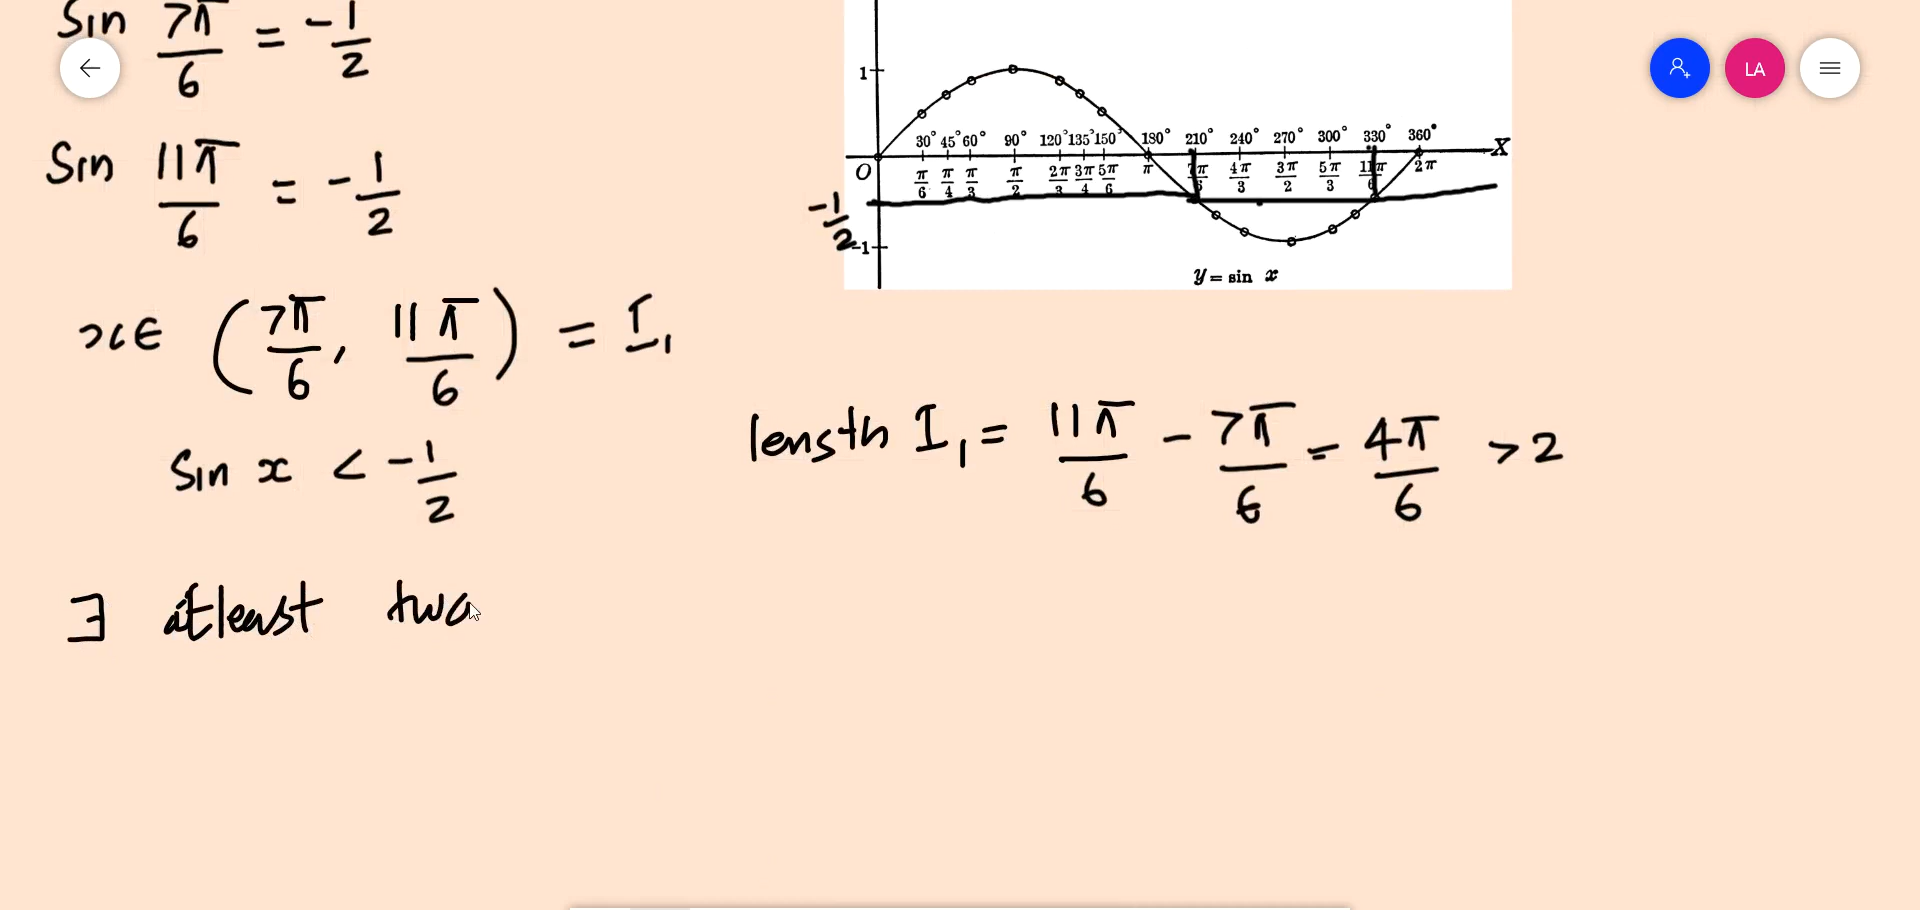 Sin 7π/6 = -1/2
Sin 11π/6 = -1/2
x∈ (7π/6, 11π/6) = I₁
Sin x < -1/2
∃ atleast two
LA
1
30° 45° 60° 90° 120° 135° 150° 180° 210° 240° 270° 300° 330° 360° X
O π/6 π/4 π/3 π/2 2π/3 3π/4 5π/6 π 7π/6 4π/3 3π/2 5π/3 11π/6 2π
-1/2
-1
y = sin x
length I₁ = 11π/6 - 7π/6 = 4π/6 > 2